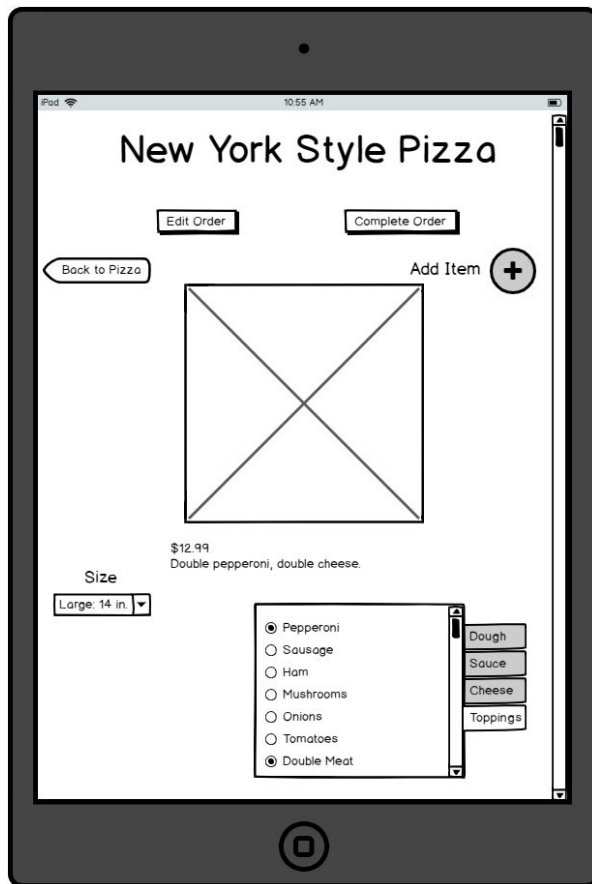 iPod 10:55 AM
New York Style Pizza
Edit Order Complete Order
Back to Pizza Add Item
$12.99
Double pepperoni, double cheese.
Size
Large: 14 in.
Pepperoni
Sausage
Ham
Mushrooms
Onions
Tomatoes
Double Meat
Dough
Sauce
Cheese
Toppings